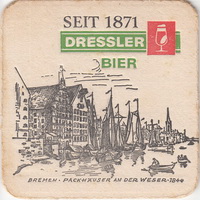 SEIT 1871
DRESSLER
BIER
BREMEN · PACKHÄUSER AN DER WESER · 1844